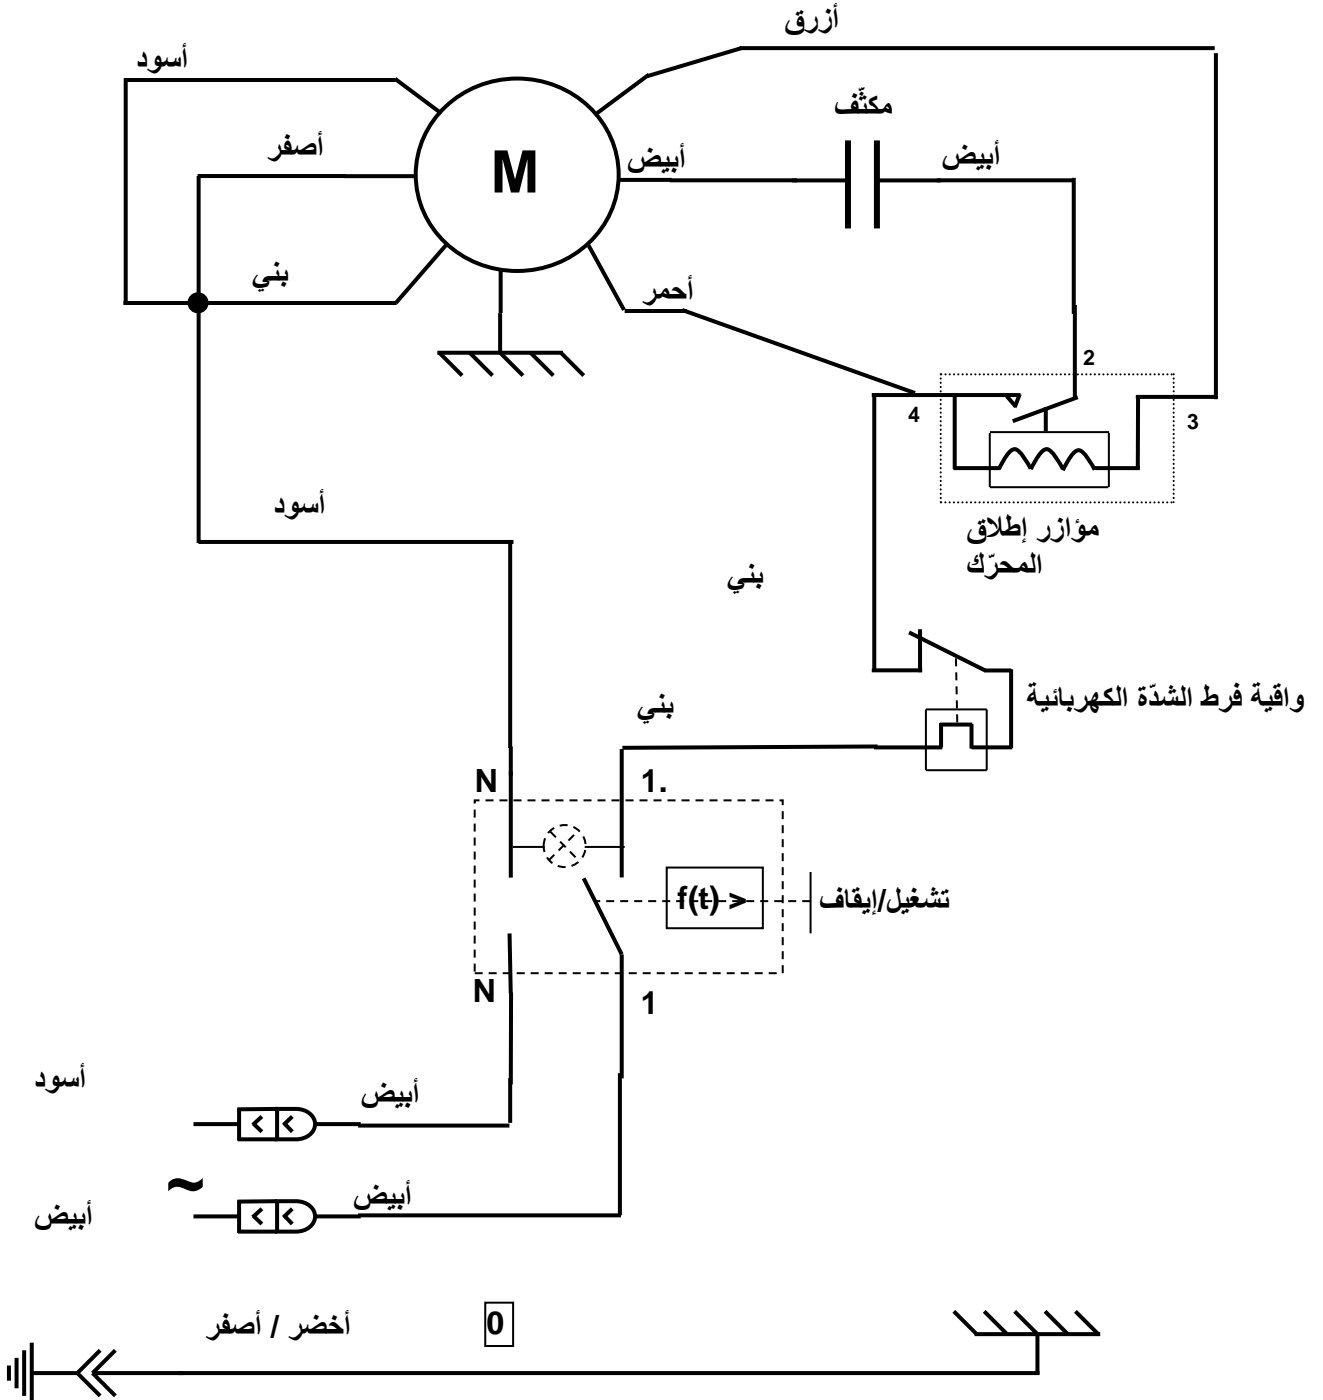 أزرق
أسود
مكثّف
أصفر
M
أبيض
أبيض
بني
أحمر
2
4
3
أسود
مؤازر إطلاق
المحرّك
بني
واقية فرط الشدّة الكهربائية
بني
N
1.
f(t) >
تشغيل/إيقاف
N
1
أسود
أبيض
~
أبيض
أبيض
أخضر / أصفر
0